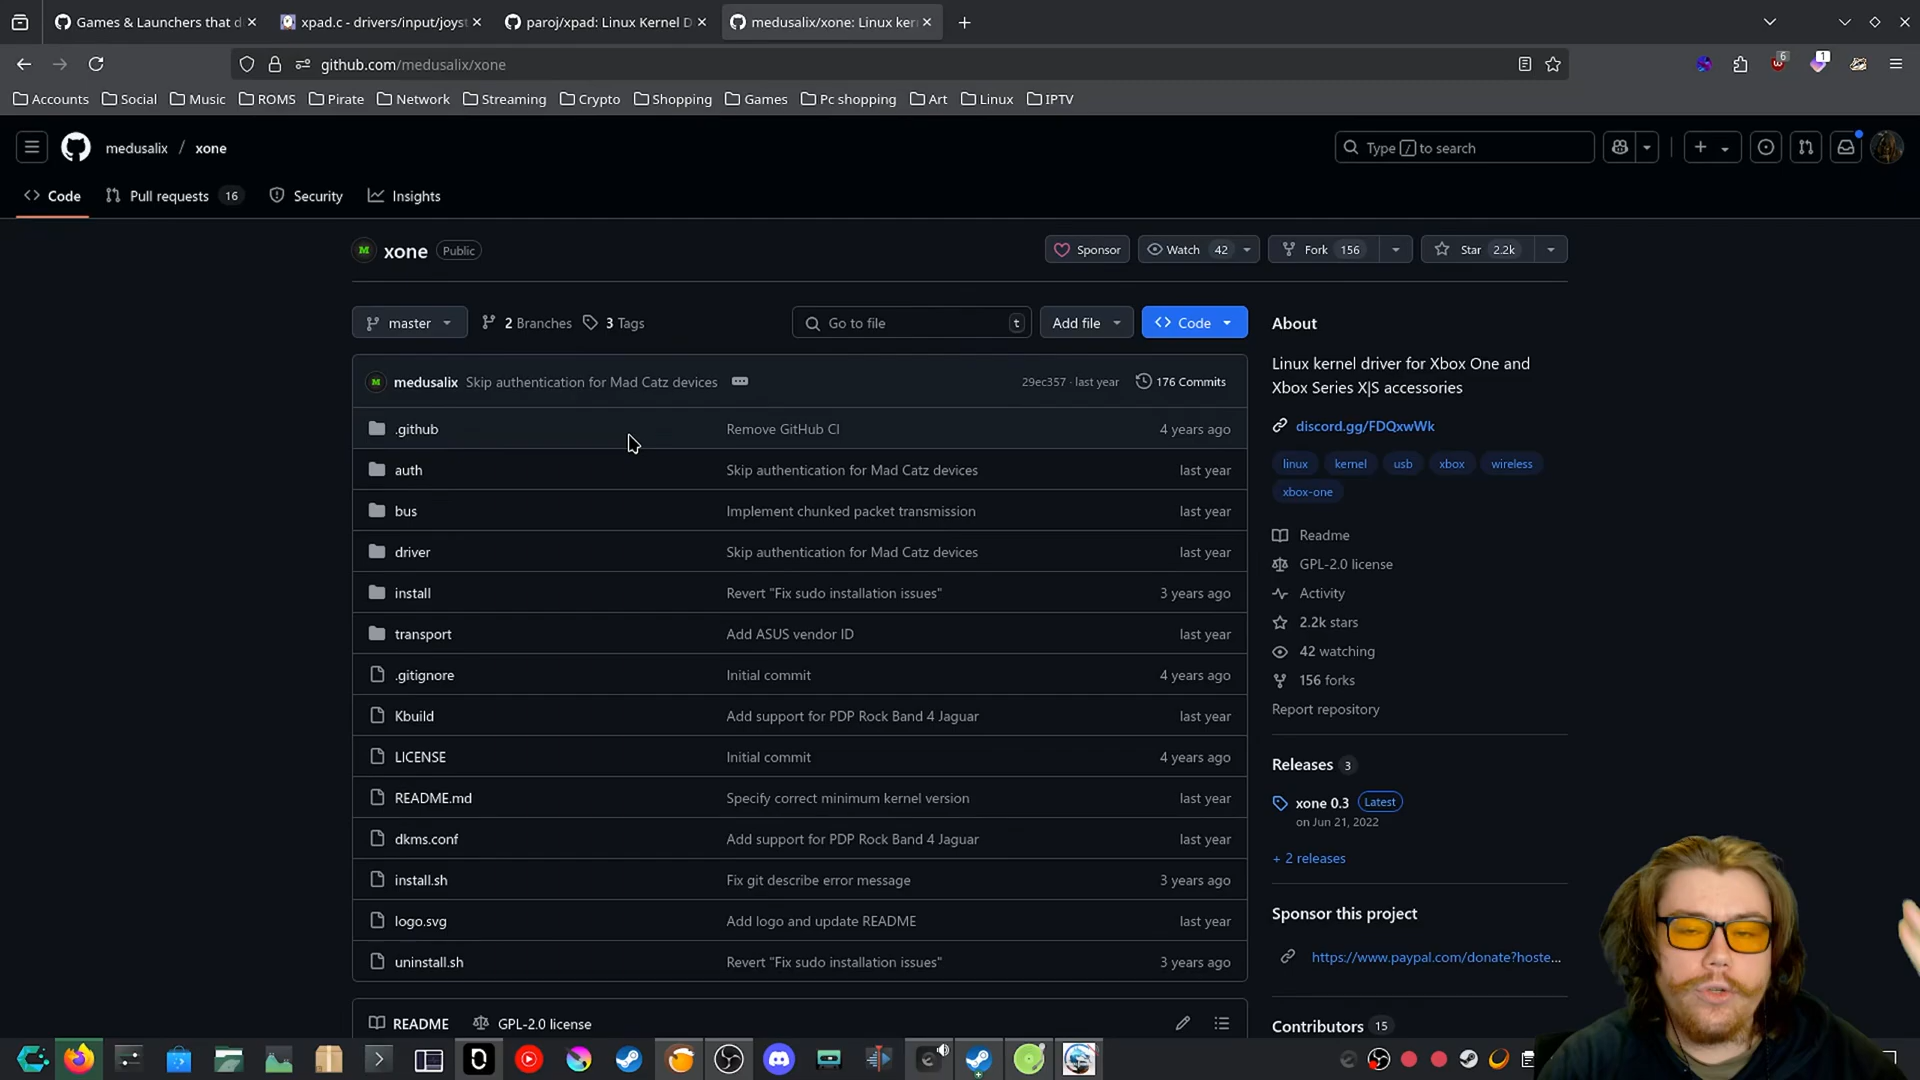 Games & Launchers that d
xpad.c - drivers/input/joyst
paroj/xpad: Linux Kernel D
medusalix/xone: Linux ker
github.com/medusalix/xone
6
1
Accounts
Social
Music
ROMS
Pirate
Network
Streaming
Crypto
Shopping
Games
Pc shopping
Art
Linux
IPTV
medusalix / xone
Type / to search
Code
Pull requests 16
Security
Insights
M xone Public
Sponsor
Watch 42
Fork 156
Star 2.2k
master
2 Branches
3 Tags
Go to file t
Add file
Code
M medusalix Skip authentication for Mad Catz devices 29ec357 · last year 176 Commits
.github Remove GitHub CI 4 years ago
auth Skip authentication for Mad Catz devices last year
bus Implement chunked packet transmission last year
driver Skip authentication for Mad Catz devices last year
install Revert "Fix sudo installation issues" 3 years ago
transport Add ASUS vendor ID last year
.gitignore Initial commit 4 years ago
Kbuild Add support for PDP Rock Band 4 Jaguar last year
LICENSE Initial commit 4 years ago
README.md Specify correct minimum kernel version last year
dkms.conf Add support for PDP Rock Band 4 Jaguar last year
install.sh Fix git describe error message 3 years ago
logo.svg Add logo and update README last year
uninstall.sh Revert "Fix sudo installation issues" 3 years ago
README GPL-2.0 license
About
Linux kernel driver for Xbox One and
Xbox Series X|S accessories
discord.gg/FDQxwWk
linux kernel usb xbox wireless
xbox-one
Readme
GPL-2.0 license
Activity
2.2k stars
42 watching
156 forks
Report repository
Releases 3
xone 0.3 Latest
on Jun 21, 2022
+ 2 releases
Sponsor this project
https://www.paypal.com/donate?hoste...
Contributors 15